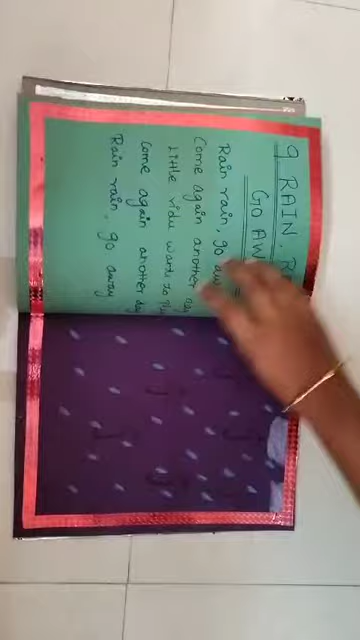 9 RAIN. R
GO AW
Rain rain, go aw
Come again another
Little vidu wants to
Come again another day
Rain rain, go away